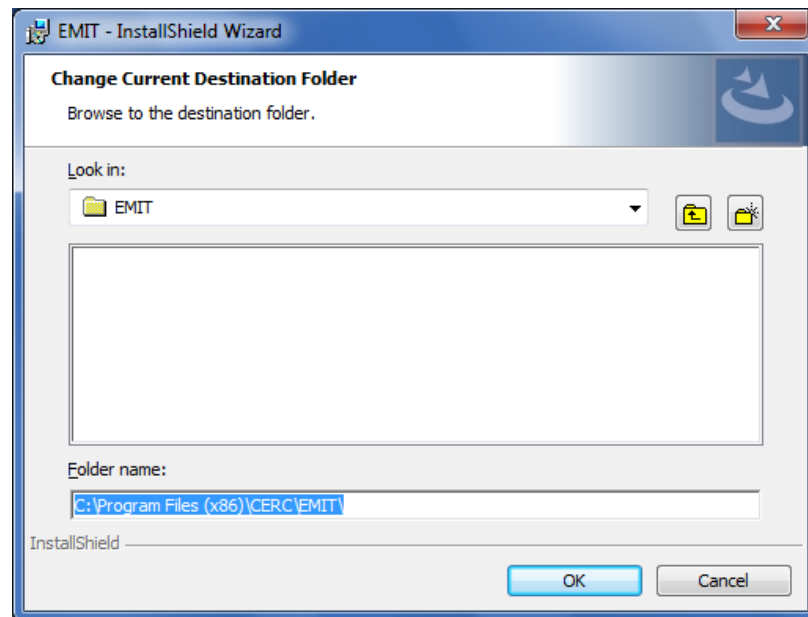 EMIT - InstallShield Wizard
Change Current Destination Folder
Browse to the destination folder.
Look in:
EMIT
Folder name:
C:\Program Files (x86)\CERC\EMIT\
InstallShield
OK Cancel